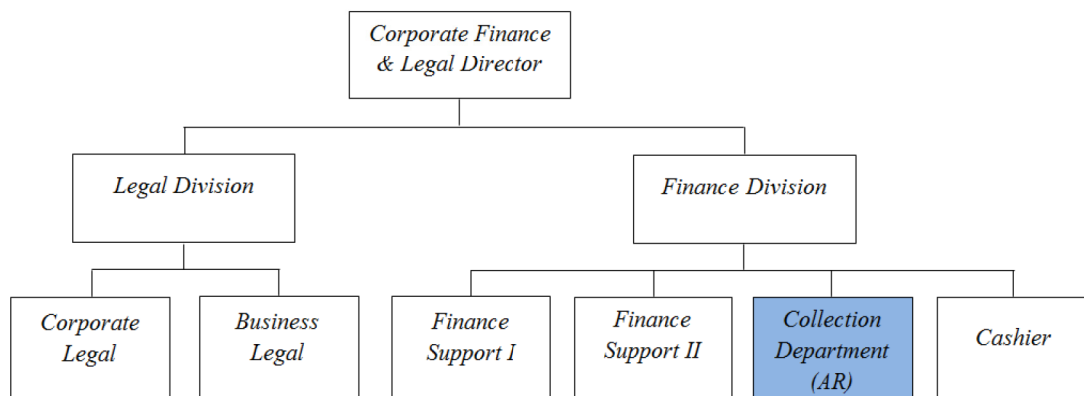 Corporate Finance
& Legal Director
Legal Division
Finance Division
Corporate
Legal
Business
Legal
Finance
Support I
Finance
Support II
Collection
Department
(AR)
Cashier